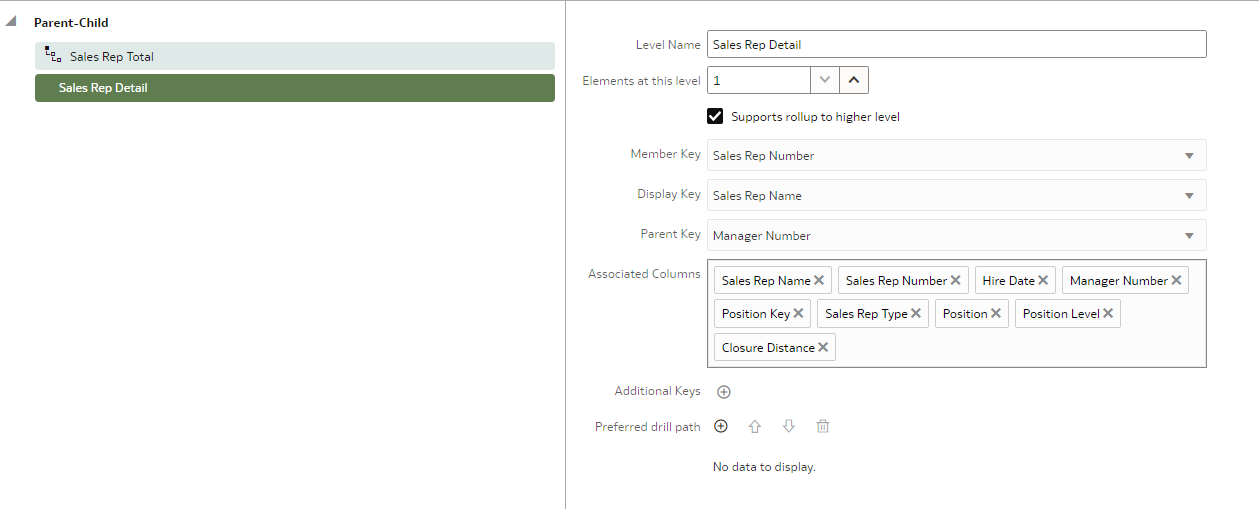 Parent-Child
Sales Rep Total
Sales Rep Detail
Level Name Sales Rep Detail
Elements at this level 1
Supports rollup to higher level
Member Key Sales Rep Number
Display Key Sales Rep Name
Parent Key Manager Number
Associated Columns Sales Rep Name Sales Rep Number Hire Date Manager Number
Position Key Sales Rep Type Position Position Level
Closure Distance
Additional Keys
Preferred drill path
No data to display.